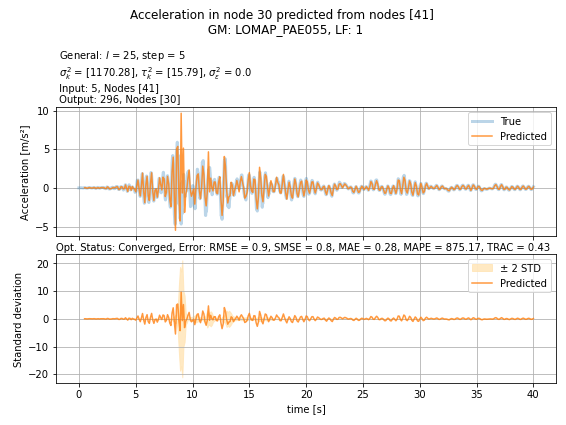 Acceleration in node 30 predicted from nodes [41]
GM: LOMAP_PAE055, LF: 1
General: l = 25, step = 5
σ²ₖ = [1170.28], τ²ₖ = [15.79], σ²ε = 0.0
Input: 5, Nodes [41]
Output: 296, Nodes [30]
10
5
0
−5
Acceleration [m/s²]
True
Predicted
Opt. Status: Converged, Error: RMSE = 0.9, SMSE = 0.8, MAE = 0.28, MAPE = 875.17, TRAC = 0.43
20
10
0
−10
−20
Standard deviation
± 2 STD
Predicted
0 5 10 15 20 25 30 35 40
time [s]